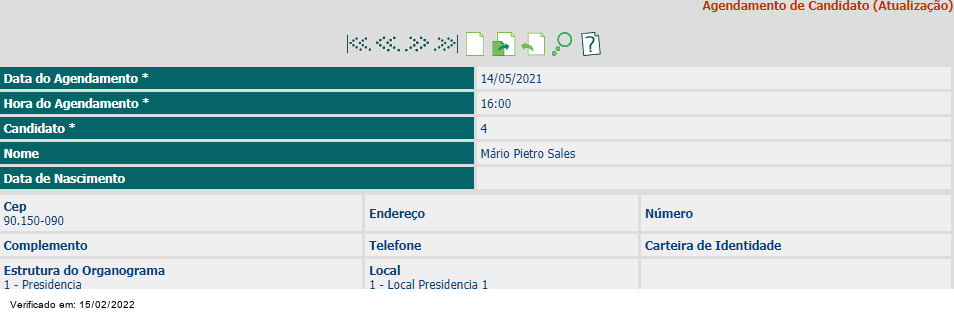 Agendamento de Candidato (Atualização)
Data do Agendamento * 14/05/2021
Hora do Agendamento * 16:00
Candidato * 4
Nome Mário Pietro Sales
Data de Nascimento
Cep
90.150-090
Endereço
Número
Complemento Telefone Carteira de Identidade
Estrutura do Organograma
1 - Presidencia
Local
1 - Local Presidencia 1
Verificado em: 15/02/2022